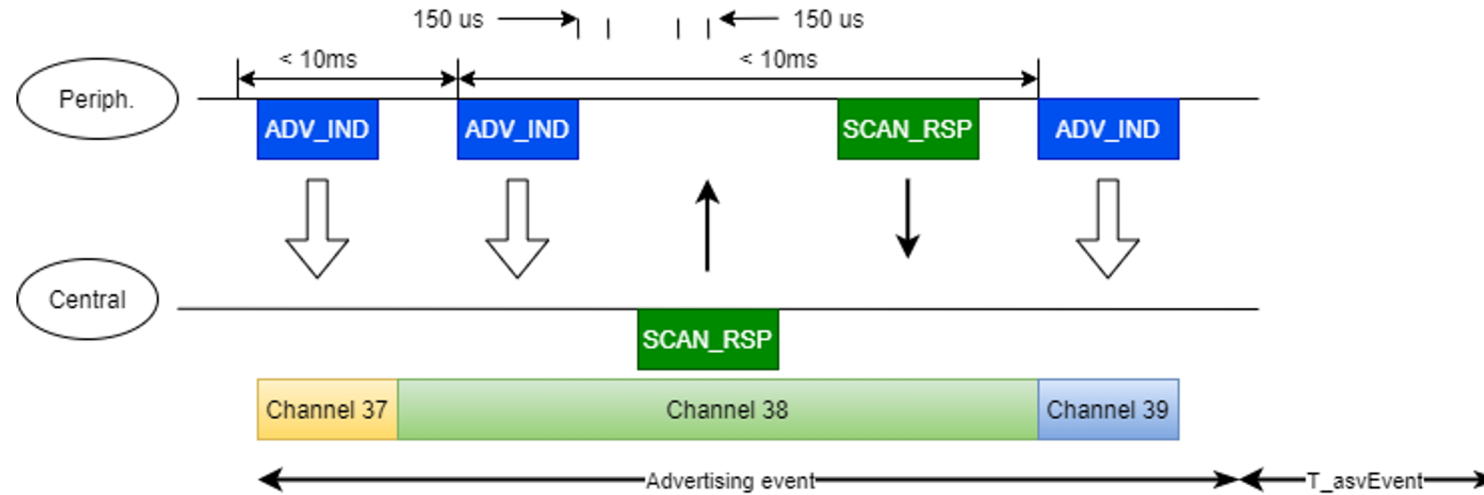 150 us
150 us
< 10ms
< 10ms
Periph.
ADV_IND
ADV_IND
SCAN_RSP
ADV_IND
Central
SCAN_RSP
Channel 37
Channel 38
Channel 39
Advertising event
T_asvEvent